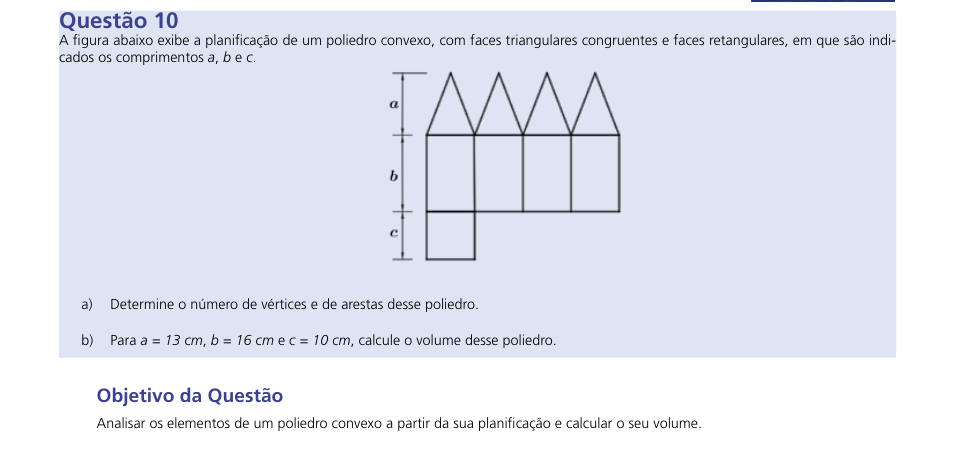 Questão 10
A figura abaixo exibe a planificação de um poliedro convexo, com faces triangulares congruentes e faces retangulares, em que são indi-
cados os comprimentos a, b e c.
a
b
c
a) Determine o número de vértices e de arestas desse poliedro.
b) Para a = 13 cm, b = 16 cm e c = 10 cm, calcule o volume desse poliedro.
Objetivo da Questão
Analisar os elementos de um poliedro convexo a partir da sua planificação e calcular o seu volume.